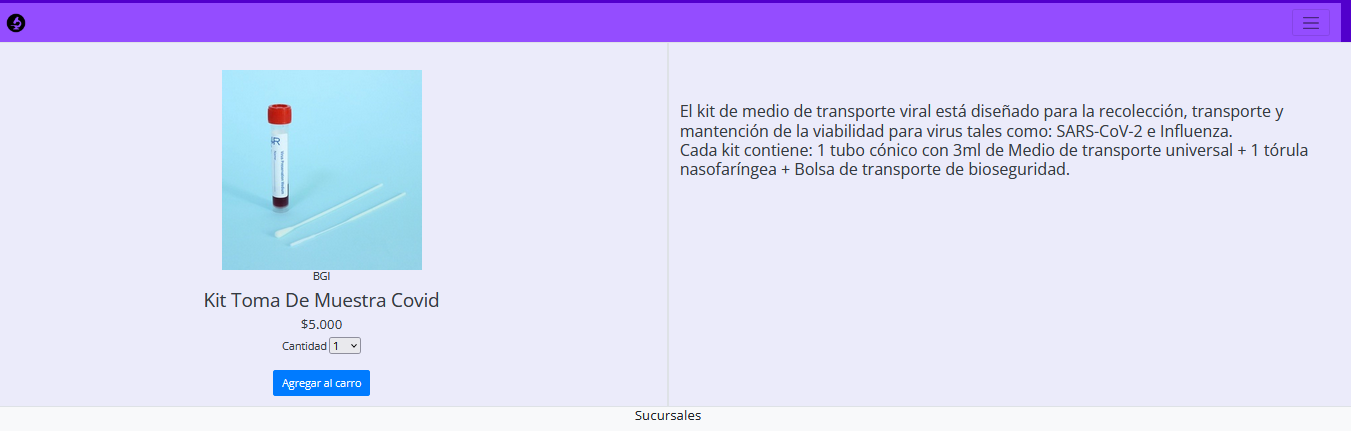 BGI
Kit Toma De Muestra Covid
$5.000
Cantidad 1
Agregar al carro
El kit de medio de transporte viral está diseñado para la recolección, transporte y
mantención de la viabilidad para virus tales como: SARS-CoV-2 e Influenza.
Cada kit contiene: 1 tubo cónico con 3ml de Medio de transporte universal + 1 tórula
nasofaríngea + Bolsa de transporte de bioseguridad.
Sucursales